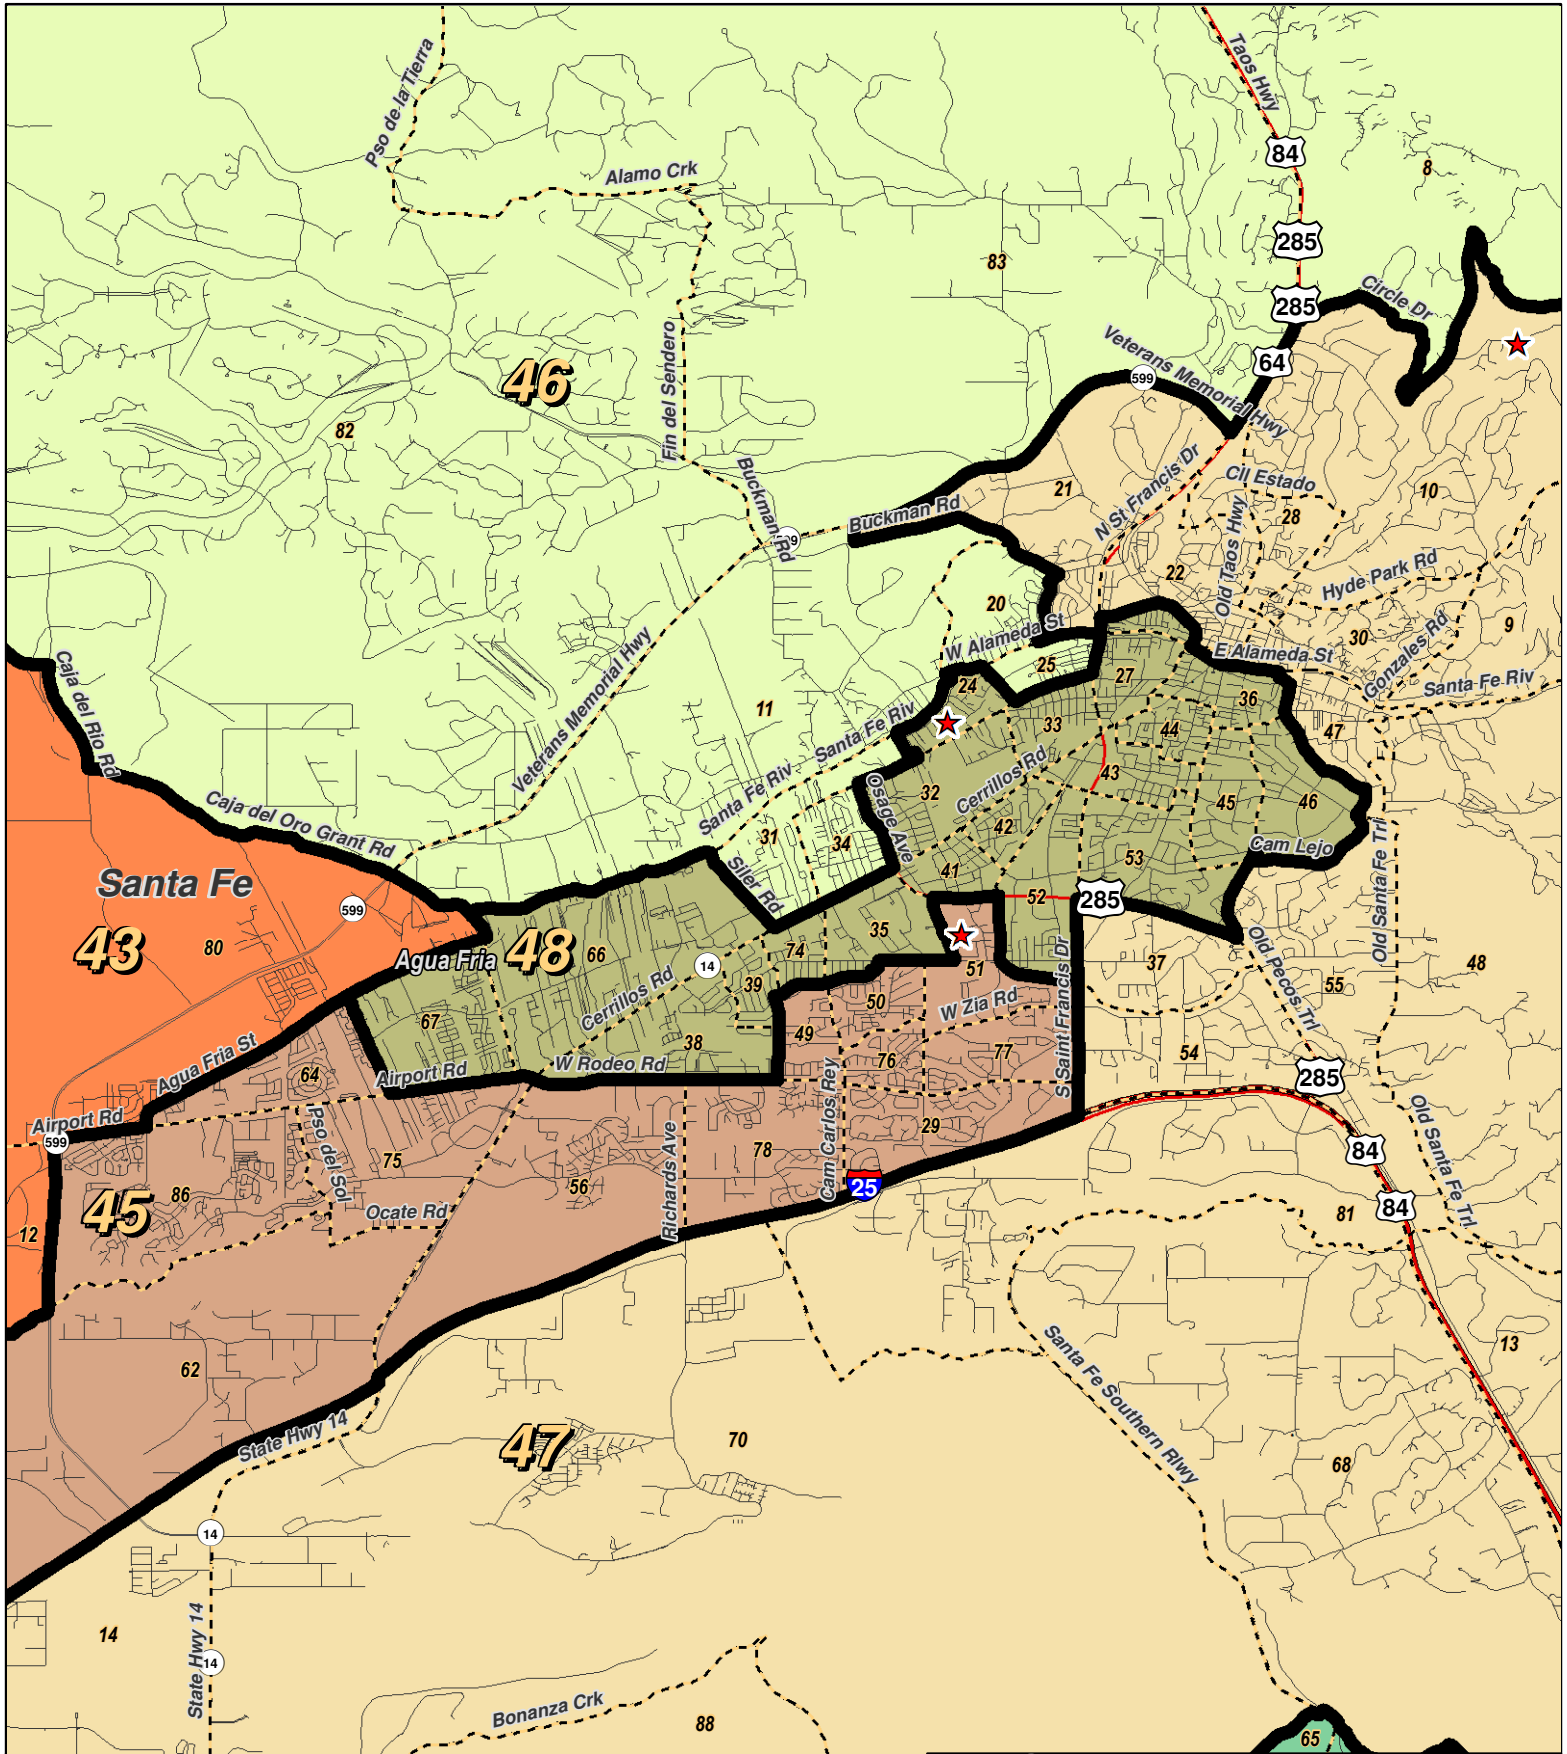 Taos Hwy
Pso de la Tierra
84
8
Alamo Crk
285
83
285
Circle Dr
Fin del Sendero
Veterans Memorial Hwy
64
599
46
82
N St Francis Dr
Cll Estado
10
21
28
Buckman Rd
Buckman Rd
Old Taos Hwy
22
Hyde Park Rd
20
W Alameda St
30
Gonzales Rd
9
E Alameda St
25
Santa Fe Riv
24
27
36
Caja del Rio Rd
Veterans Memorial Hwy
11
Santa Fe Riv
33
44
47
Santa Fe Riv
43
32
Cerrillos Rd
45
46
Osage Ave
Caja del Oro Grant Rd
31
34
42
Cam Lejo
53
41
Old Santa Fe Trl
Santa Fe
Siler Rd
52
285
599
43
80
Agua Fria
48
66
35
74
14
51
Old Pecos Trl
37
48
39
Cerrillos Rd
50
W Zia Rd
55
S Saint Francis Dr
67
38
49
76
77
54
W Rodeo Rd
Airport Rd
64
Agua Fria St
285
Airport Rd
599
Pso del Sol
75
Richards Ave
78
Cam Carlos Rey
29
Old Santa Fe Trl
84
86
45
56
25
84
Ocate Rd
81
12
62
Santa Fe Southern Rlwy
13
State Hwy 14
47
70
68
14
14
State Hwy 14
14
Bonanza Crk
88
65